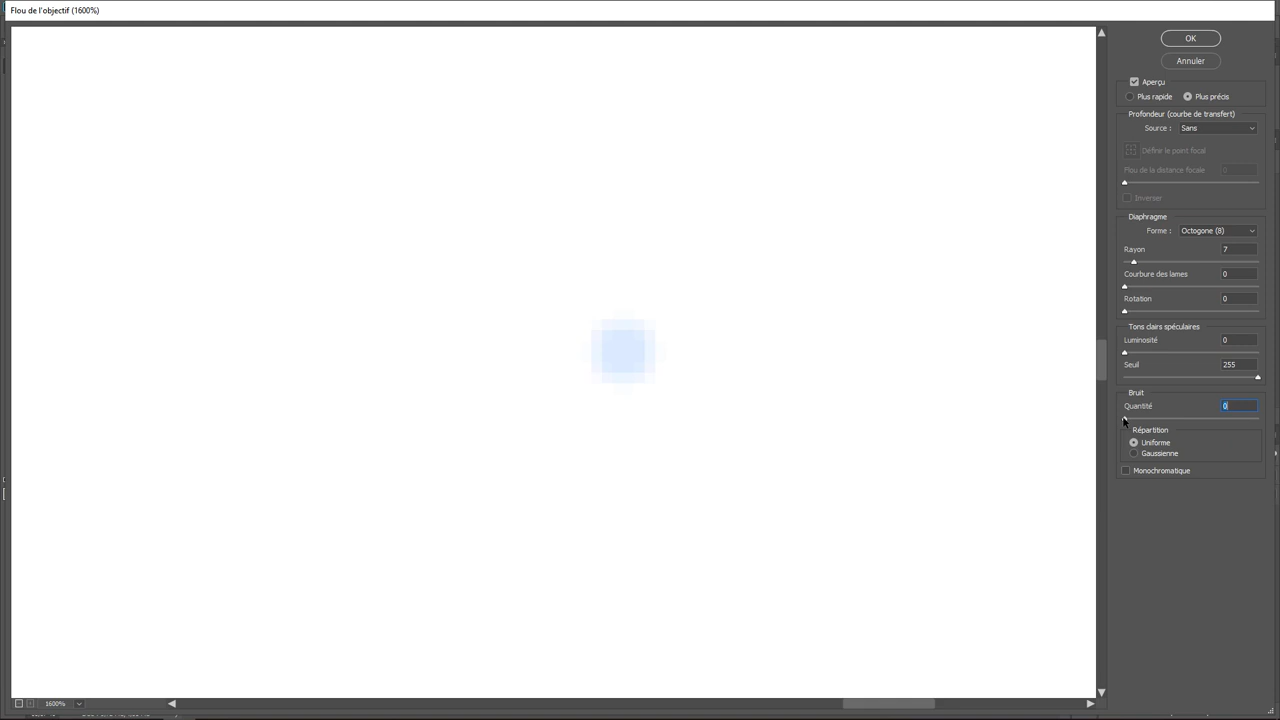 Flou de l'objectif (1600%)
OK
Annuler
Aperçu
Plus rapide
Plus précis
Profondeur (courbe de transfert)
Source : Sans
Définir le point focal
Flou de la distance focale 0
Inverser
Diaphragme
Forme : Octogone (8)
Rayon 7
Courbure des lames 0
Rotation 0
Tons clairs spéculaires
Luminosité 0
Seuil 255
Bruit
Quantité 0
Répartition
Uniforme
Gaussienne
Monochromatique
1600%